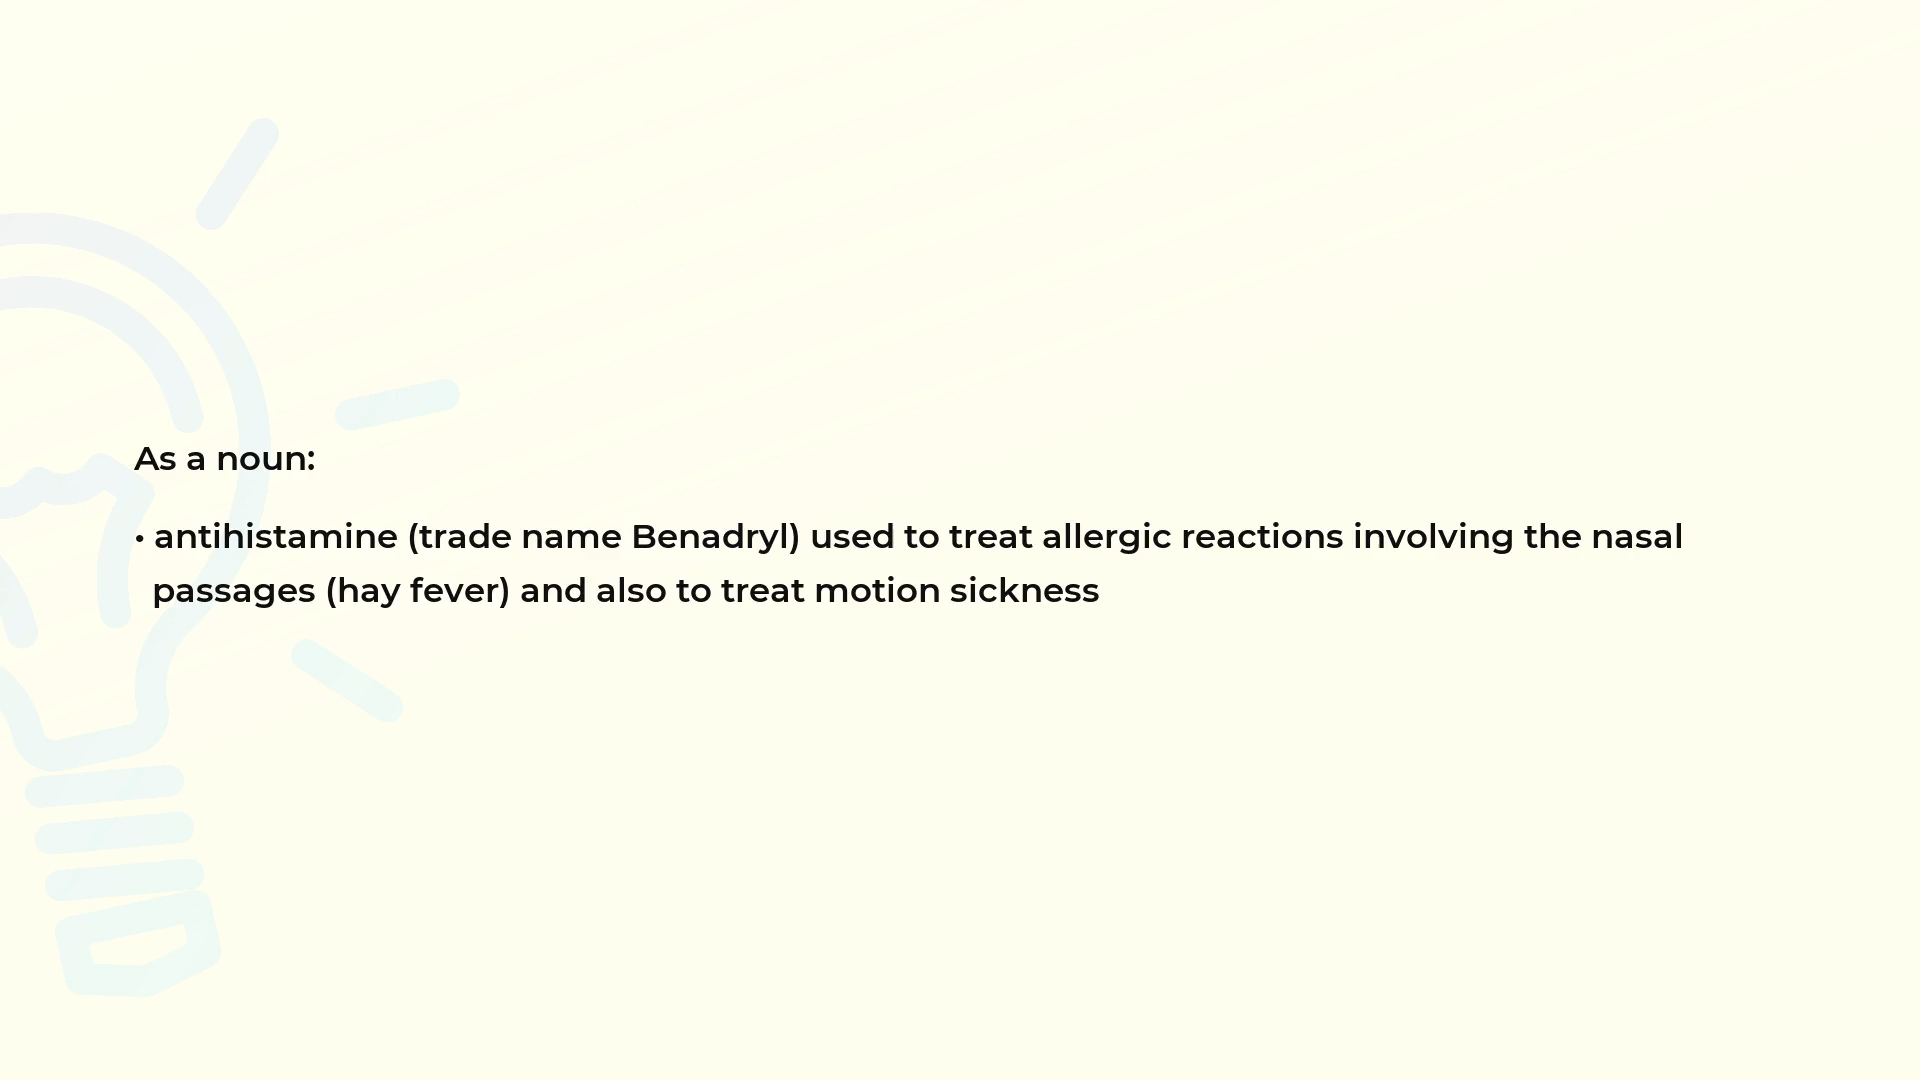 As a noun:
• antihistamine (trade name Benadryl) used to treat allergic reactions involving the nasal
passages (hay fever) and also to treat motion sickness